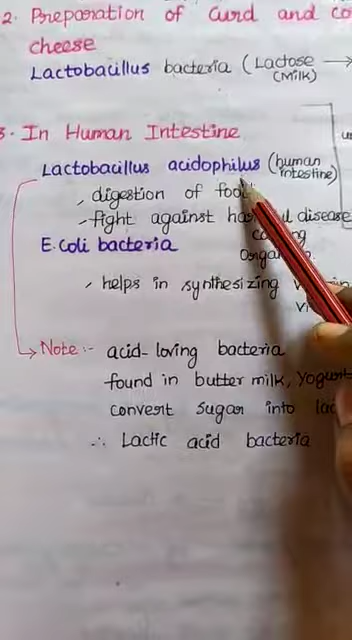 2. Preparation of Curd and co
cheese
Lactobacillus bacteria (Lactose →
(Milk)
3. In Human Intestine
Lactobacillus acidophilus (human
intestine)
, digestion of foo
- fight against ha l disease
E. Coli bacteria
Organ
, helps in synthesizing
Note :- acid-loving bacteria
found in butter milk, Yogurt
convert sugar into lac
∴ Lactic acid bacteria